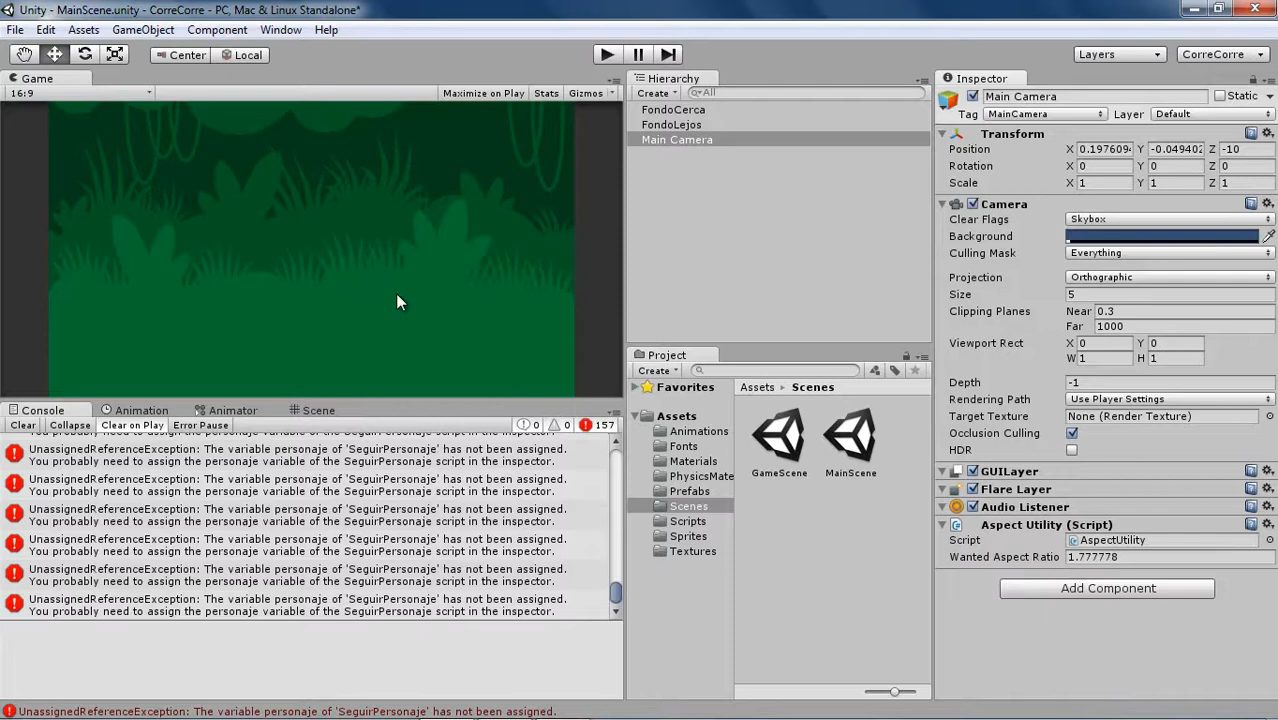 Unity - MainScene.unity - CorreCorre - PC, Mac & Linux Standalone*
File Edit Assets GameObject Component Window Help
Center Local Layers CorreCorre
Game
16:9 Maximize on Play Stats Gizmos
Hierarchy
Create All
FondoCerca
FondoLejos
Main Camera
Project
Create
Favorites
Assets
Animations
Fonts
Materials
PhysicsMate
Prefabs
Scenes
Scripts
Sprites
Textures
Assets Scenes
GameScene MainScene
Inspector
Main Camera Static
Tag MainCamera Layer Default
Transform
Position X 0.197609 Y -0.049402 Z -10
Rotation X 0 Y 0 Z 0
Scale X 1 Y 1 Z 1
Camera
Clear Flags Skybox
Background
Culling Mask Everything
Projection Orthographic
Size 5
Clipping Planes Near 0.3
Far 1000
Viewport Rect X 0 Y 0
W 1 H 1
Depth -1
Rendering Path Use Player Settings
Target Texture None (Render Texture)
Occlusion Culling
HDR
GUILayer
Flare Layer
Audio Listener
Aspect Utility (Script)
Script AspectUtility
Wanted Aspect Ratio 1.777778
Add Component
Console Animation Animator Scene
Clear Collapse Clear on Play Error Pause 0 0 157
You probably need to assign the personaje variable of the SeguirPersonaje script in the inspector.
UnassignedReferenceException: The variable personaje of 'SeguirPersonaje' has not been assigned.
You probably need to assign the personaje variable of the SeguirPersonaje script in the inspector.
UnassignedReferenceException: The variable personaje of 'SeguirPersonaje' has not been assigned.
You probably need to assign the personaje variable of the SeguirPersonaje script in the inspector.
UnassignedReferenceException: The variable personaje of 'SeguirPersonaje' has not been assigned.
You probably need to assign the personaje variable of the SeguirPersonaje script in the inspector.
UnassignedReferenceException: The variable personaje of 'SeguirPersonaje' has not been assigned.
You probably need to assign the personaje variable of the SeguirPersonaje script in the inspector.
UnassignedReferenceException: The variable personaje of 'SeguirPersonaje' has not been assigned.
You probably need to assign the personaje variable of the SeguirPersonaje script in the inspector.
UnassignedReferenceException: The variable personaje of 'SeguirPersonaje' has not been assigned.
You probably need to assign the personaje variable of the SeguirPersonaje script in the inspector.
UnassignedReferenceException: The variable personaje of 'SeguirPersonaje' has not been assigned.